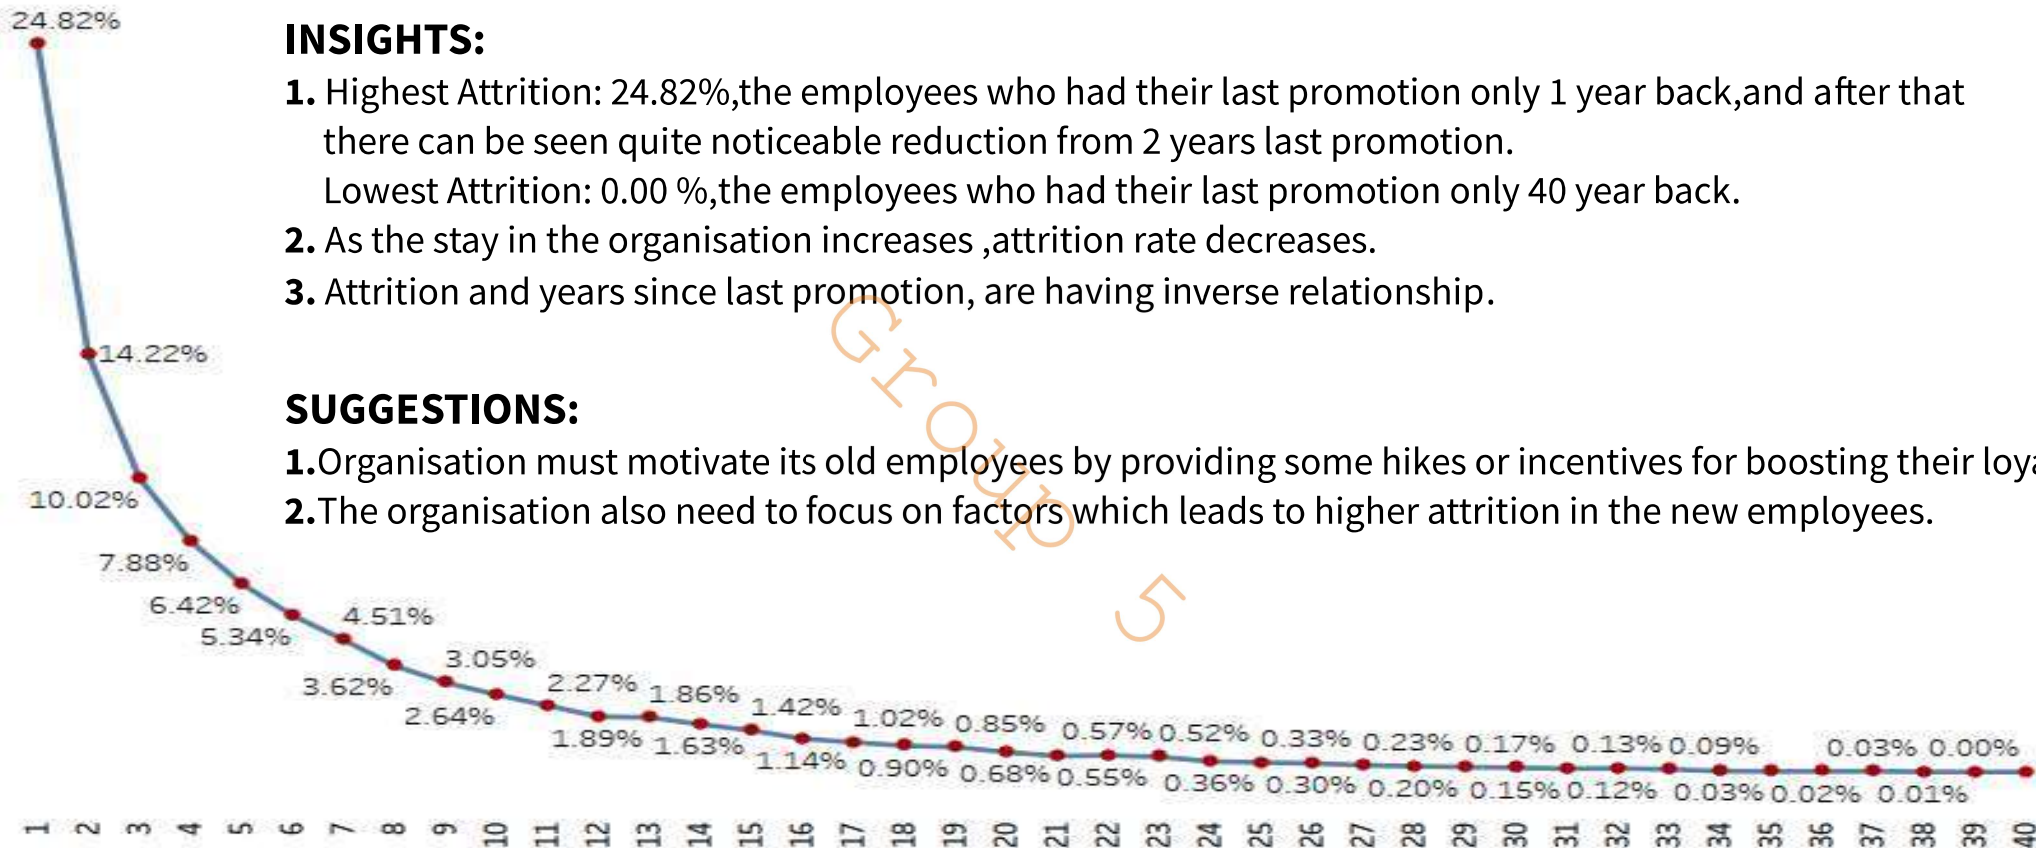 24.82%
INSIGHTS:
1. Highest Attrition: 24.82%,the employees who had their last promotion only 1 year back,and after that
there can be seen quite noticeable reduction from 2 years last promotion.
Lowest Attrition: 0.00 %,the employees who had their last promotion only 40 year back.
2. As the stay in the organisation increases ,attrition rate decreases.
3. Attrition and years since last promotion, are having inverse relationship.
14.22%
SUGGESTIONS:
1.Organisation must motivate its old employees by providing some hikes or incentives for boosting their loya
10.02%
2.The organisation also need to focus on factors which leads to higher attrition in the new employees.
Group 5
7.88%
6.42% 4.51%
5.34%
3.05%
3.62% 2.27% 1.86% 1.42% 1.02% 0.85% 0.57% 0.52% 0.33% 0.23% 0.17% 0.13% 0.09% 0.03% 0.00%
2.64% 1.89% 1.63% 1.14% 0.90% 0.68% 0.55% 0.36% 0.30% 0.20% 0.15% 0.12% 0.03% 0.02% 0.01%
1 2 3 4 5 6 7 8 9 10 11 12 13 14 15 16 17 18 19 20 21 22 23 24 25 26 27 28 29 30 31 32 33 34 35 36 37 38 39 40